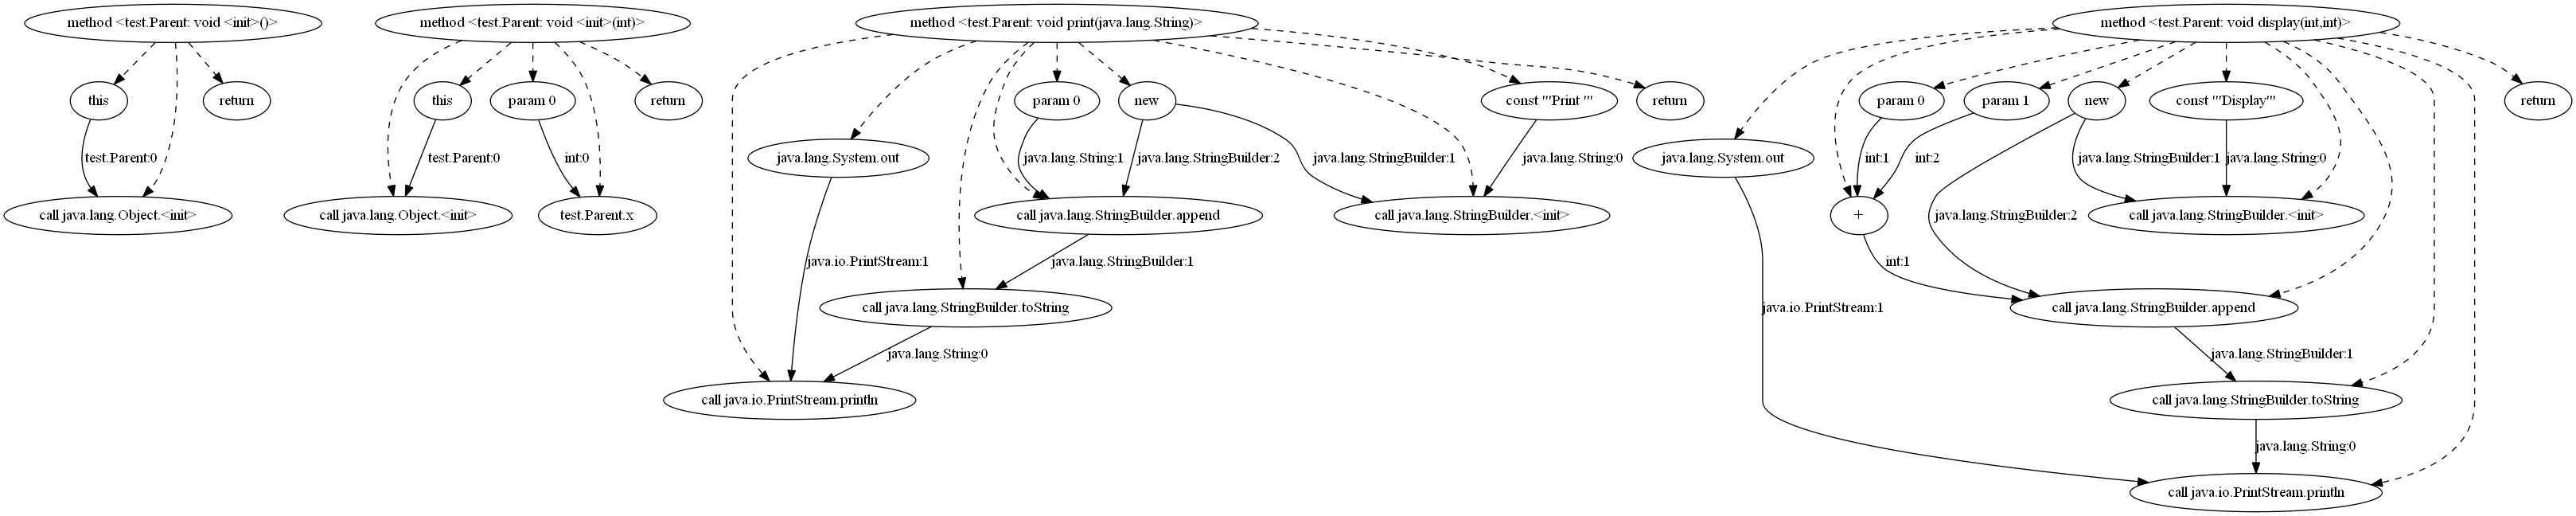 method <test.Parent: void <init>()>
method <test.Parent: void <init>(int)>
method <test.Parent: void print(java.lang.String)>
method <test.Parent: void display(int,int)>
this
return
this
param 0
return
param 0
new
const '"Print "'
return
param 0
param 1
new
const '"Display"'
return
test.Parent:0
test.Parent:0
int:0
java.lang.System.out
java.lang.String:1
java.lang.StringBuilder:2
java.lang.StringBuilder:1
java.lang.String:0
java.lang.System.out
int:1
int:2
java.lang.StringBuilder:1
java.lang.String:0
call java.lang.Object.<init>
call java.lang.Object.<init>
test.Parent.x
call java.lang.StringBuilder.append
call java.lang.StringBuilder.<init>
+
java.lang.StringBuilder:2
call java.lang.StringBuilder.<init>
java.io.PrintStream:1
java.lang.StringBuilder:1
int:1
call java.lang.StringBuilder.toString
java.io.PrintStream:1
call java.lang.StringBuilder.append
java.lang.String:0
java.lang.StringBuilder:1
call java.io.PrintStream.println
call java.lang.StringBuilder.toString
java.lang.String:0
call java.io.PrintStream.println